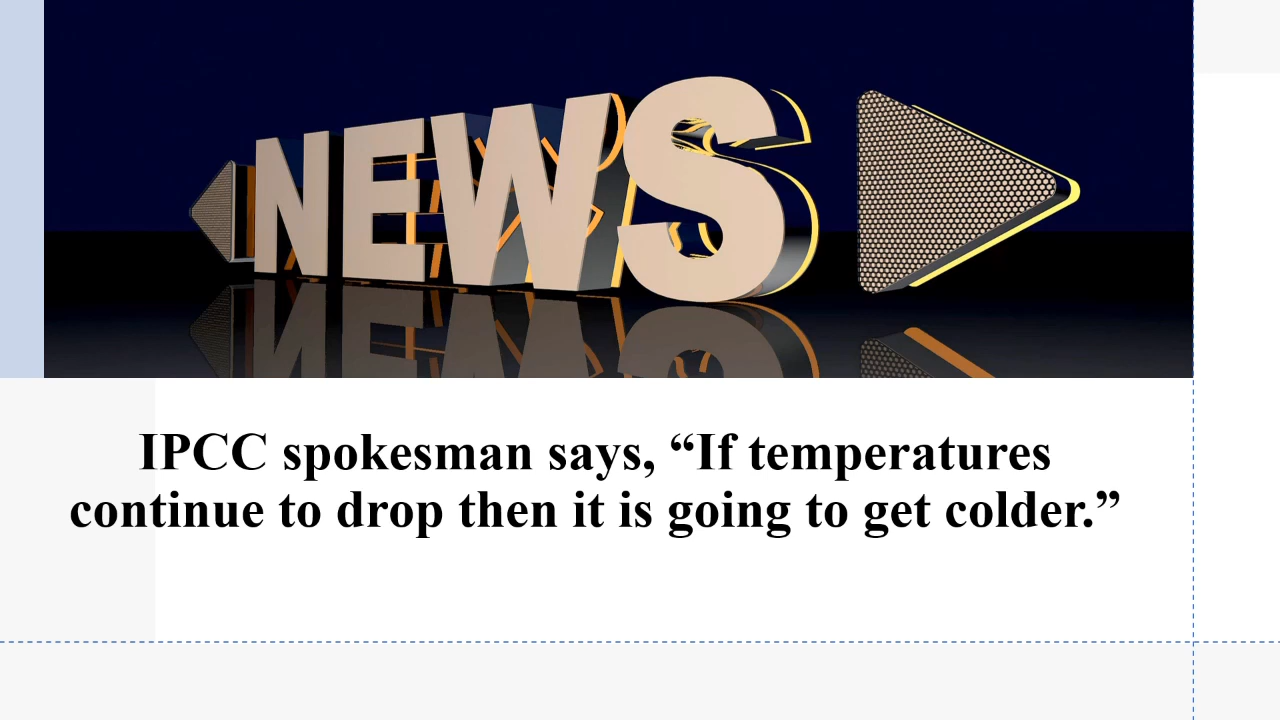 NEWS
IPCC spokesman says, “If temperatures
continue to drop then it is going to get colder.”